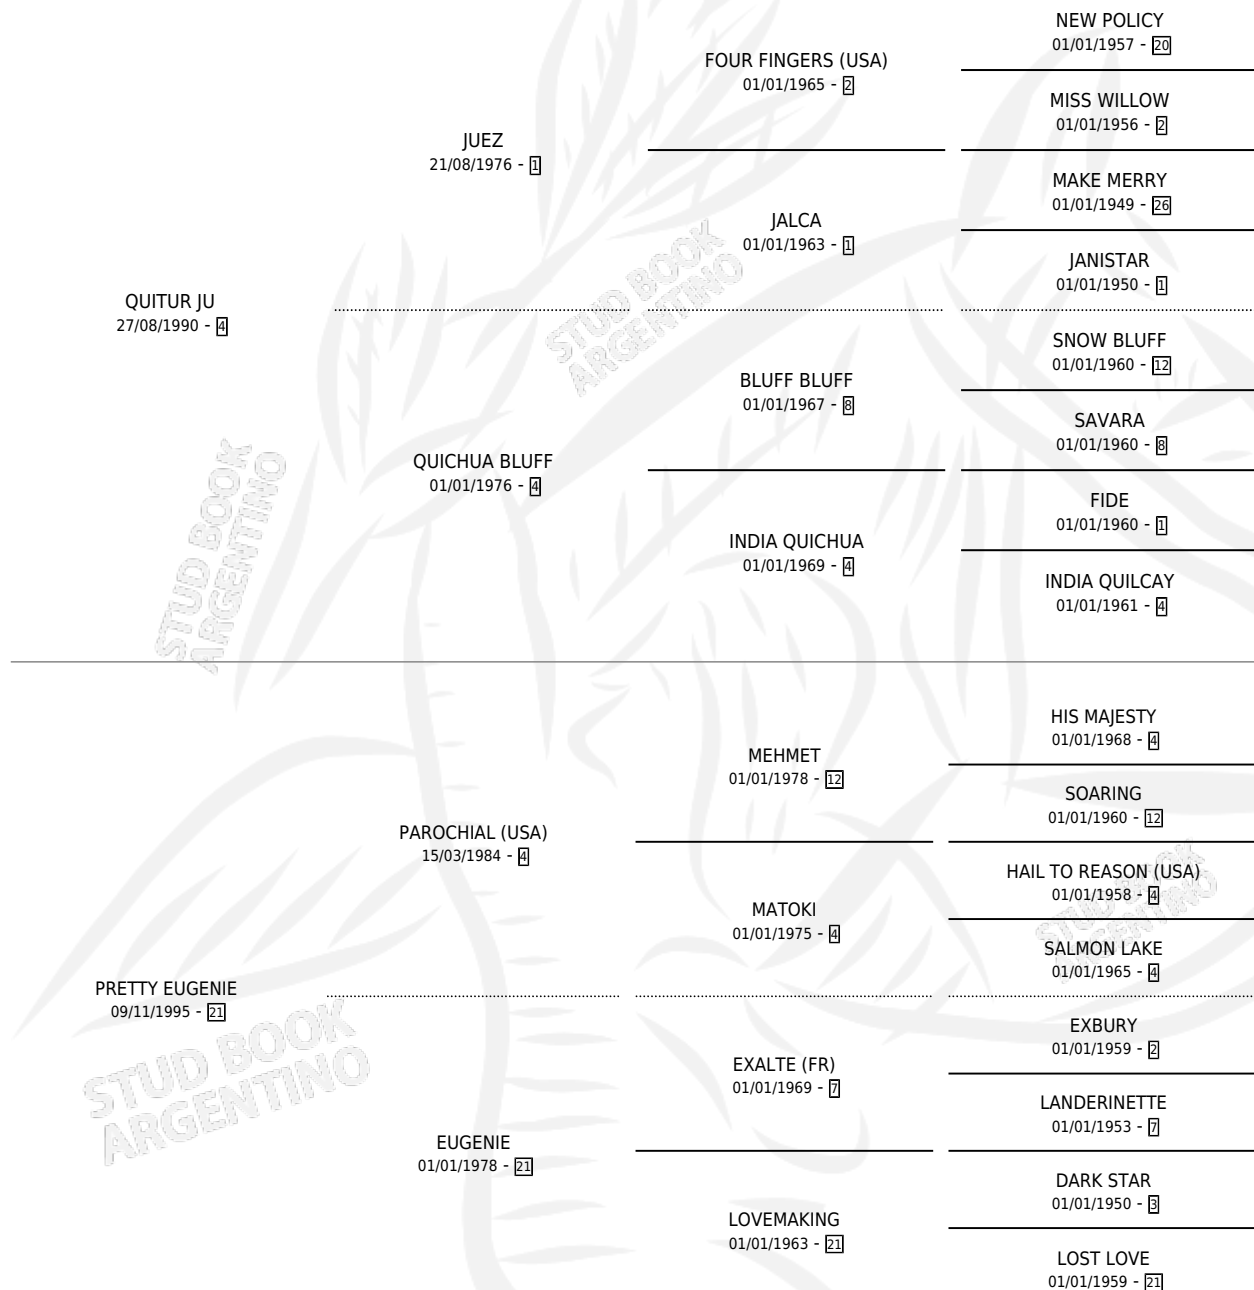 NEW POLICY
01/01/1957 - 20
FOUR FINGERS (USA)
01/01/1965 - 2
MISS WILLOW
01/01/1956 - 2
JUEZ
21/08/1976 - 1
MAKE MERRY
01/01/1949 - 26
JALCA
01/01/1963 - 1
JANISTAR
01/01/1950 - 1
QUITUR JU
27/08/1990 - 4
STUD BOOK
ARGENTINO
SNOW BLUFF
01/01/1960 - 12
BLUFF BLUFF
01/01/1967 - 8
SAVARA
01/01/1960 - 8
QUICHUA BLUFF
01/01/1976 - 4
FIDE
01/01/1960 - 1
INDIA QUICHUA
01/01/1969 - 4
INDIA QUILCAY
01/01/1961 - 4
STUD BOOK
ARGENTINO
HIS MAJESTY
01/01/1968 - 4
MEHMET
01/01/1978 - 12
SOARING
01/01/1960 - 12
PAROCHIAL (USA)
15/03/1984 - 4
HAIL TO REASON (USA)
01/01/1958 - 4
MATOKI
01/01/1975 - 4
STUD BOOK
ARGENTINO
SALMON LAKE
01/01/1965 - 4
PRETTY EUGENIE
09/11/1995 - 21
STUD BOOK
ARGENTINO
EXBURY
01/01/1959 - 2
EXALTE (FR)
01/01/1969 - 7
LANDERINETTE
01/01/1953 - 7
EUGENIE
01/01/1978 - 21
DARK STAR
01/01/1950 - 3
LOVEMAKING
01/01/1963 - 21
LOST LOVE
01/01/1959 - 21